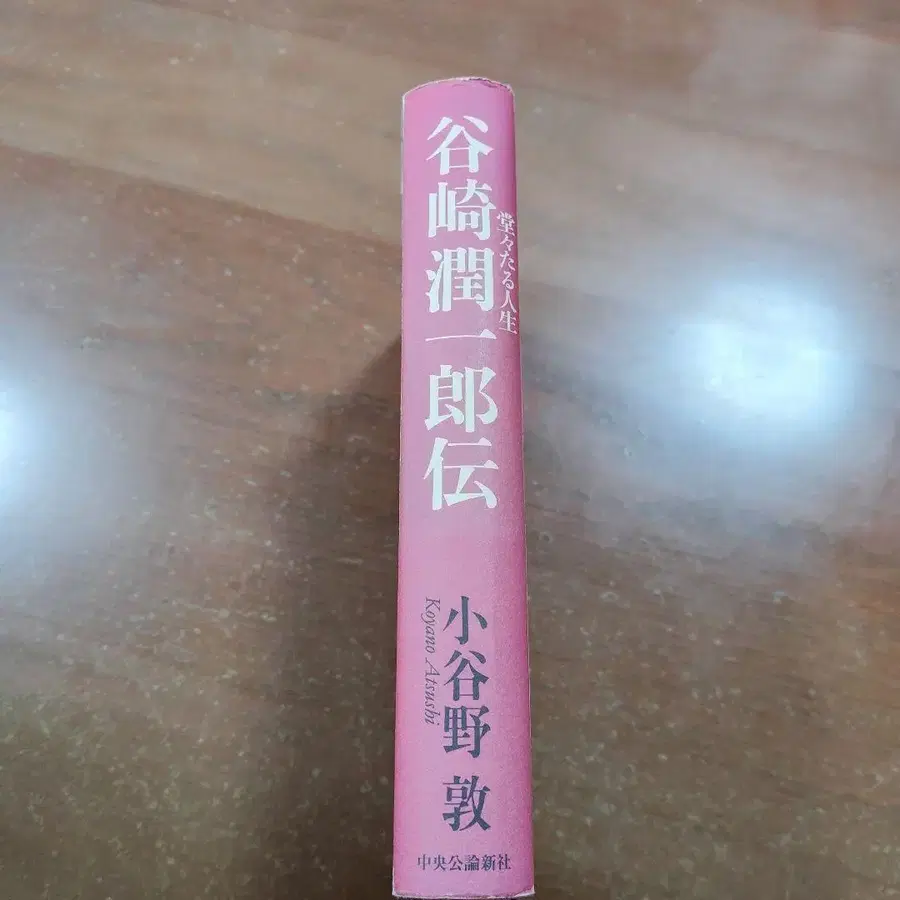 谷崎潤一郎伝
堂々たる人生
小谷野 敦
Koyano Atsushi
中央公論新社